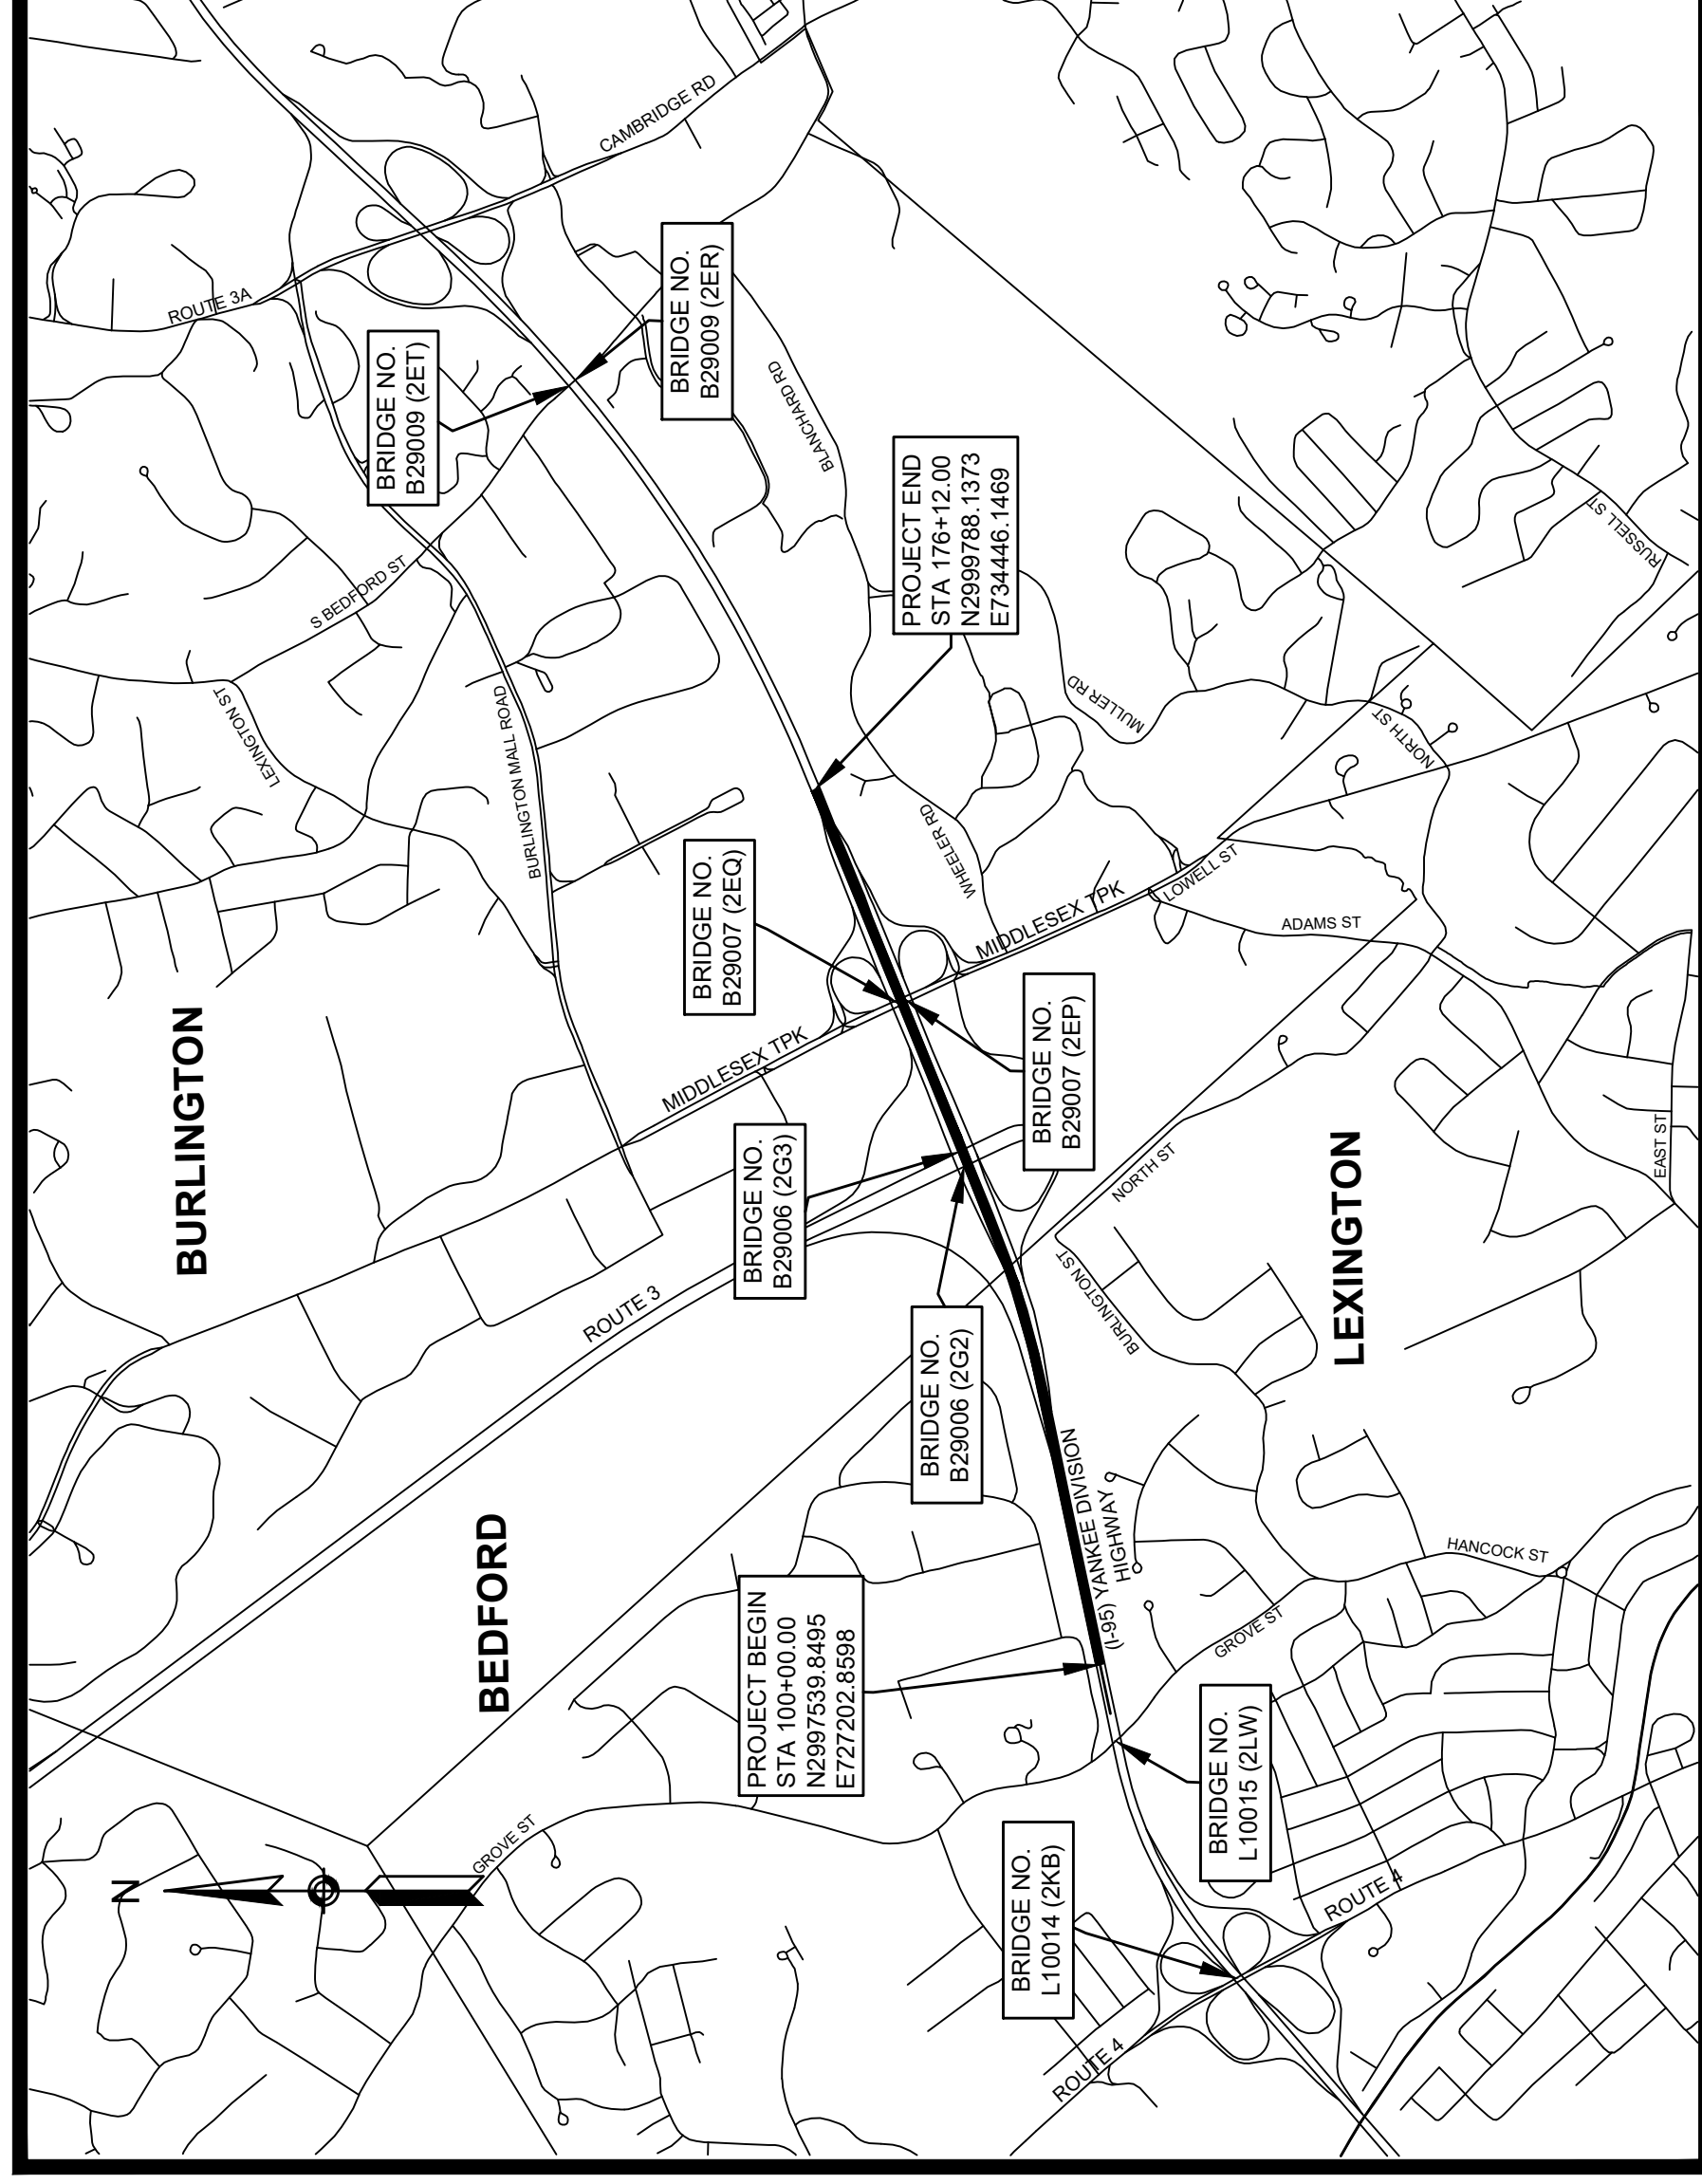 N
BURLINGTON
BEDFORD
LEXINGTON
ROUTE 3A
CAMBRIDGE RD
BRIDGE NO.
B29009 (2ET)
BRIDGE NO.
B29009 (2ER)
S BEDFORD ST
LEXINGTON ST
BURLINGTON MALL ROAD
BLANCHARD RD
PROJECT END
STA 176+12.00
N2999788.1373
E734446.1469
RUSSELL ST
MULLER RD
NORTH ST
WHEELER RD
BRIDGE NO.
B29007 (2EQ)
MIDDLESEX TPK
LOWELL ST
ADAMS ST
MIDDLESEX TPK
BRIDGE NO.
B29007 (2EP)
BRIDGE NO.
B29006 (2G3)
NORTH ST
EAST ST
ROUTE 3
BURLINGTON ST
BRIDGE NO.
B29006 (2G2)
(I-95) YANKEE DIVISION
HIGHWAY
HANCOCK ST
GROVE ST
PROJECT BEGIN
STA 100+00.00
N2997539.8495
E727202.8598
BRIDGE NO.
L10015 (2LW)
GROVE ST
BRIDGE NO.
L10014 (2KB)
ROUTE 4
ROUTE 4